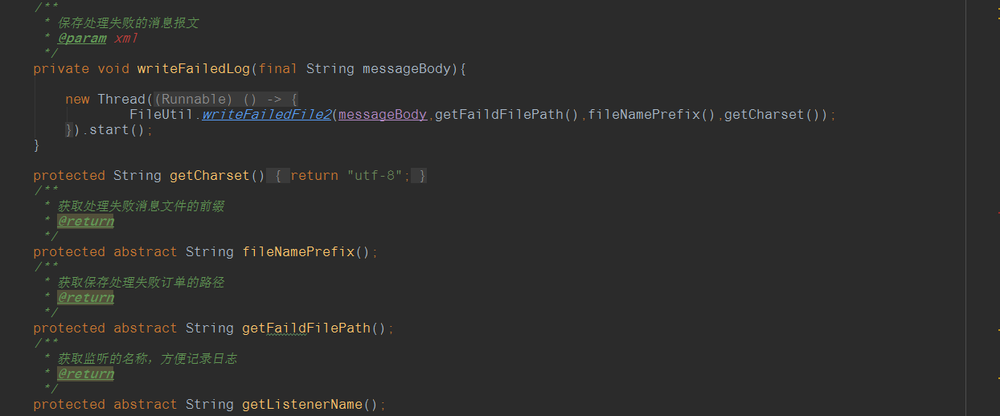 /**
 * 保存处理失败的消息报文
 * @param xml
 */
private void writeFailedLog(final String messageBody){
new Thread((Runnable) () -> {
FileUtil.writeFailedFile2(messageBody,getFaildFilePath(),fileNamePrefix(),getCharset());
}).start();
}
protected String getCharset() { return "utf-8"; }
/**
 * 获取处理失败消息文件的前缀
 * @return
 */
protected abstract String fileNamePrefix();
/**
 * 获取保存处理失败订单的路径
 * @return
 */
protected abstract String getFaildFilePath();
/**
 * 获取监听的名称，方便记录日志
 * @return
 */
protected abstract String getListenerName();